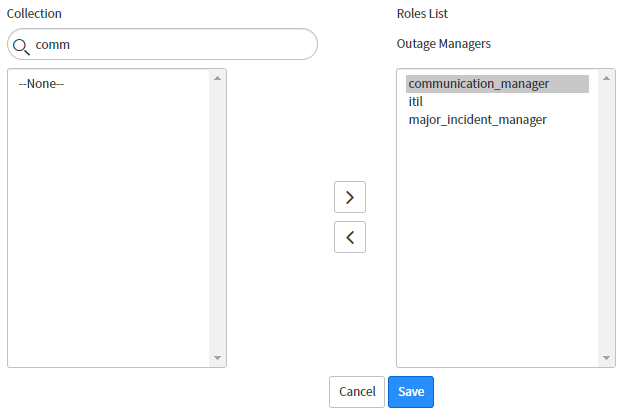 Collection
comm
--None--
Roles List
Outage Managers
communication_manager
itil
major_incident_manager
Cancel
Save